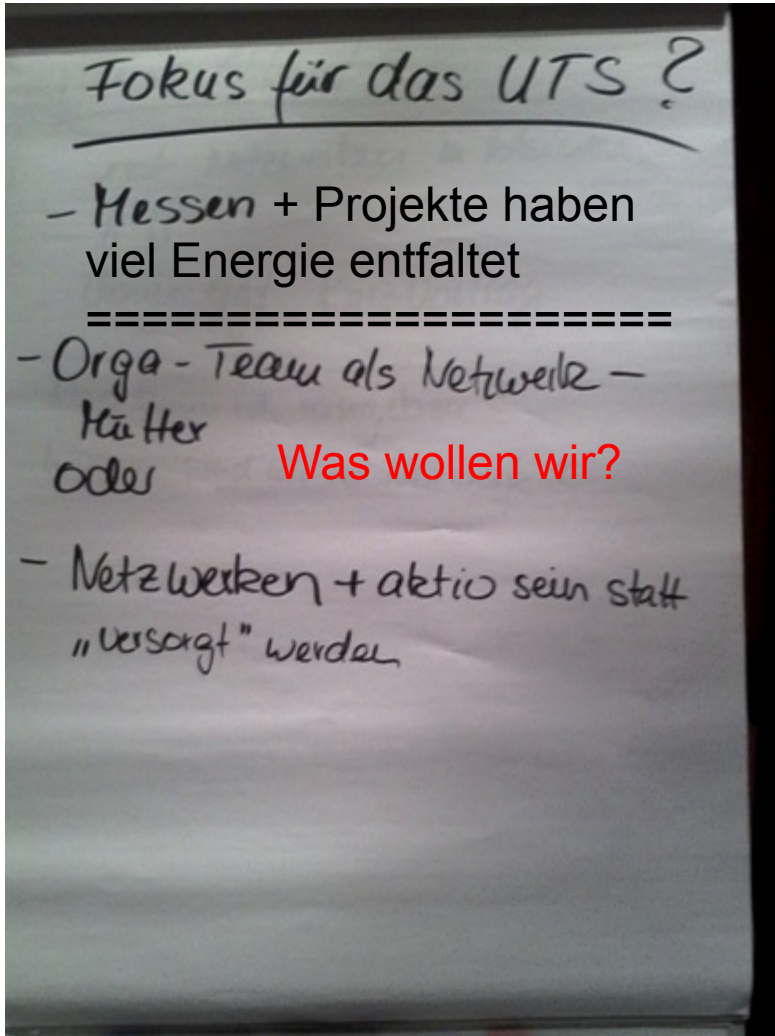 Fokus für das UTS?
- Messen + Projekte haben
viel Energie entfaltet
=====================
- Orga-Team als Netzwerk-
Mütter
oder
Was wollen wir?
- Netzwerken + aktiv sein statt
„versorgt" werden